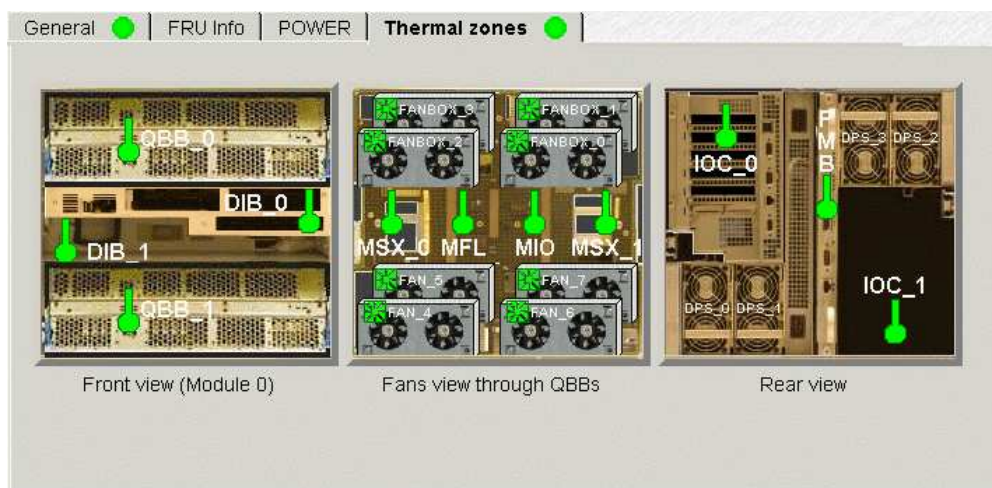 General FRU Info POWER Thermal zones
QBB_0
DIB_0
DIB_1
QBB_1
Front view (Module 0)
FANBOX_3 FANBOX_1
FANBOX_2 FANBOX_0
MSX_0 MFL MIO MSX_1
FAN_5 FAN_7
FAN_4 FAN_6
Fans view through QBBs
IOC_0
PMB
DPS_3 DPS_2
IOC_1
DPS_0 DPS_1
Rear view